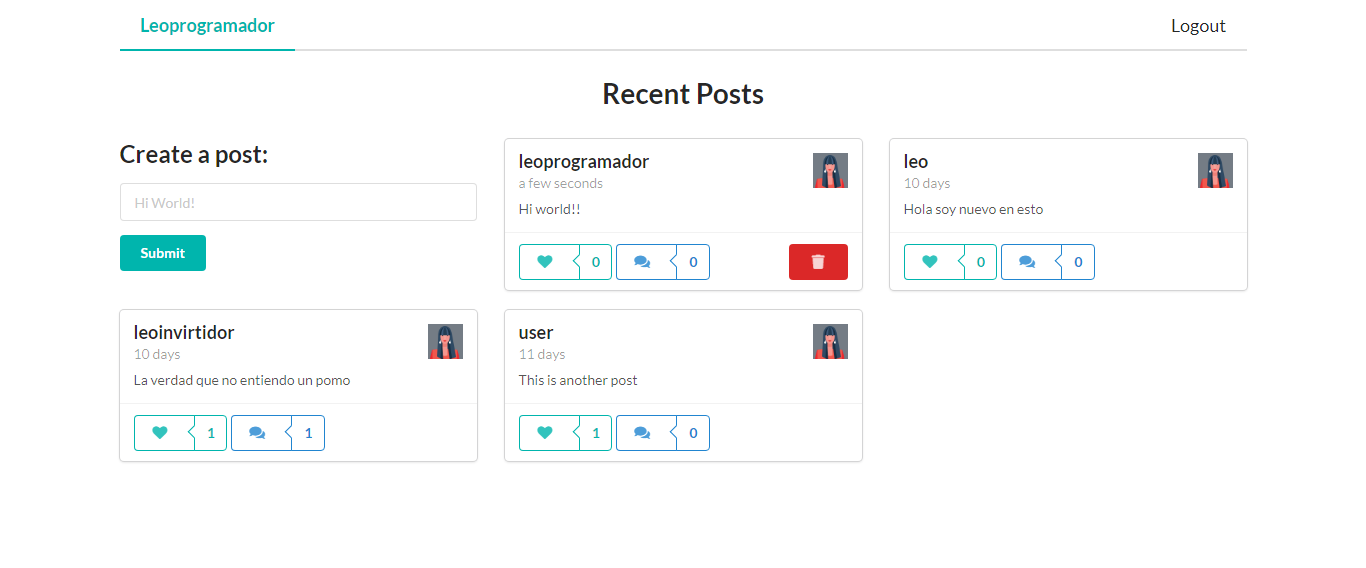 Leoprogramador
Logout
Recent Posts
Create a post:
Hi World!
Submit
leoprogramador
a few seconds
Hi world!!
0
0
leo
10 days
Hola soy nuevo en esto
0
0
leoinvirtidor
10 days
La verdad que no entiendo un pomo
1
1
user
11 days
This is another post
1
0